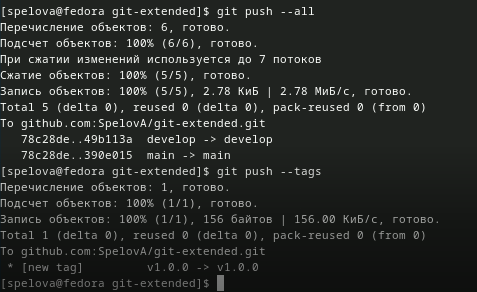 [spelova@fedora git-extended]$ git push --all
Перечисление объектов: 6, готово.
Подсчет объектов: 100% (6/6), готово.
При сжатии изменений используется до 7 потоков
Сжатие объектов: 100% (5/5), готово.
Запись объектов: 100% (5/5), 2.78 КиБ | 2.78 МиБ/с, готово.
Total 5 (delta 0), reused 0 (delta 0), pack-reused 0 (from 0)
To github.com:SpelovA/git-extended.git
   78c28de..49b113a  develop -> develop
   78c28de..390e015  main -> main
[spelova@fedora git-extended]$ git push --tags
Перечисление объектов: 1, готово.
Подсчет объектов: 100% (1/1), готово.
Запись объектов: 100% (1/1), 156 байтов | 156.00 КиБ/с, готово.
Total 1 (delta 0), reused 0 (delta 0), pack-reused 0 (from 0)
To github.com:SpelovA/git-extended.git
 * [new tag]         v1.0.0 -> v1.0.0
[spelova@fedora git-extended]$